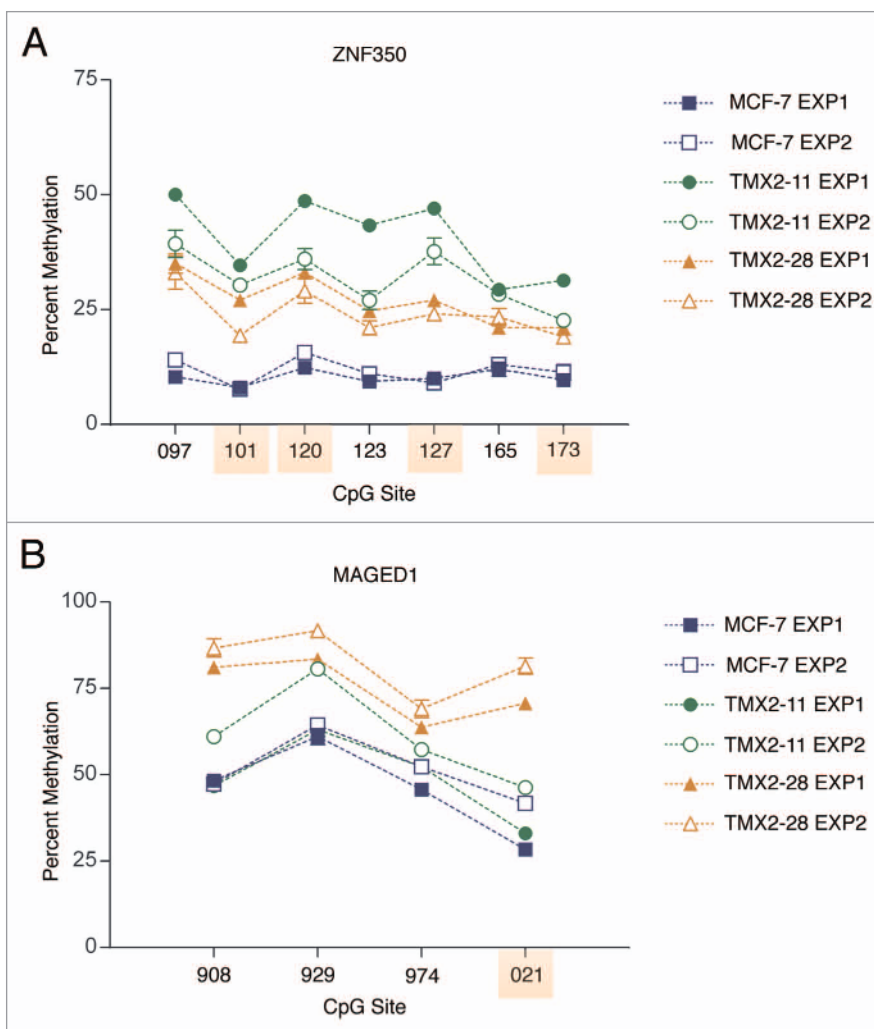 A
ZNF350
75
50
25
0
Percent Methylation
097 101 120 123 127 165 173
CpG Site
MCF-7 EXP1
MCF-7 EXP2
TMX2-11 EXP1
TMX2-11 EXP2
TMX2-28 EXP1
TMX2-28 EXP2
B
MAGED1
100
75
50
25
0
Percent Methylation
908 929 974 021
CpG Site
MCF-7 EXP1
MCF-7 EXP2
TMX2-11 EXP1
TMX2-11 EXP2
TMX2-28 EXP1
TMX2-28 EXP2